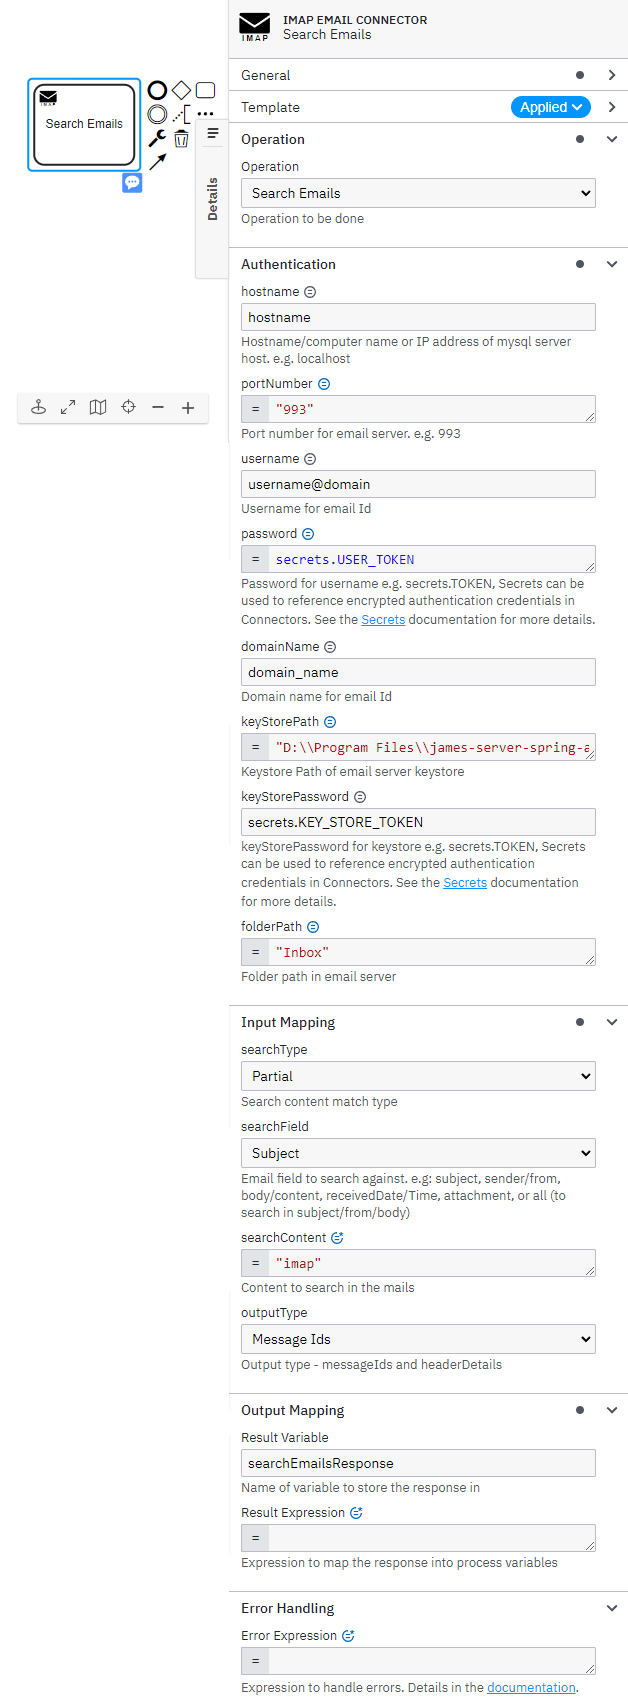 IMAP EMAIL CONNECTOR
Search Emails
IMAP
General
Template
Applied
IMAP
Search Emails
Details
Operation
Operation
Search Emails
Operation to be done
Authentication
hostname
hostname
Hostname/computer name or IP address of mysql server
host. e.g. localhost
portNumber
= "993"
Port number for email server. e.g. 993
username
username@domain
Username for email Id
password
= secrets.USER_TOKEN
Password for username e.g. secrets.TOKEN, Secrets can be
used to reference encrypted authentication credentials in
Connectors. See the Secrets documentation for more details.
domainName
domain_name
Domain name for email Id
keyStorePath
= "D:\\Program Files\\james-server-spring-a
Keystore Path of email server keystore
keyStorePassword
secrets.KEY_STORE_TOKEN
keyStorePassword for keystore e.g. secrets.TOKEN, Secrets
can be used to reference encrypted authentication
credentials in Connectors. See the Secrets documentation
for more details.
folderPath
= "Inbox"
Folder path in email server
Input Mapping
searchType
Partial
Search content match type
searchField
Subject
Email field to search against. e.g: subject, sender/from,
body/content, receivedDate/Time, attachment, or all (to
search in subject/from/body)
searchContent
= "imap"
Content to search in the mails
outputType
Message Ids
Output type - messageIds and headerDetails
Output Mapping
Result Variable
searchEmailsResponse
Name of variable to store the response in
Result Expression
=
Expression to map the response into process variables
Error Handling
Error Expression
=
Expression to handle errors. Details in the documentation.